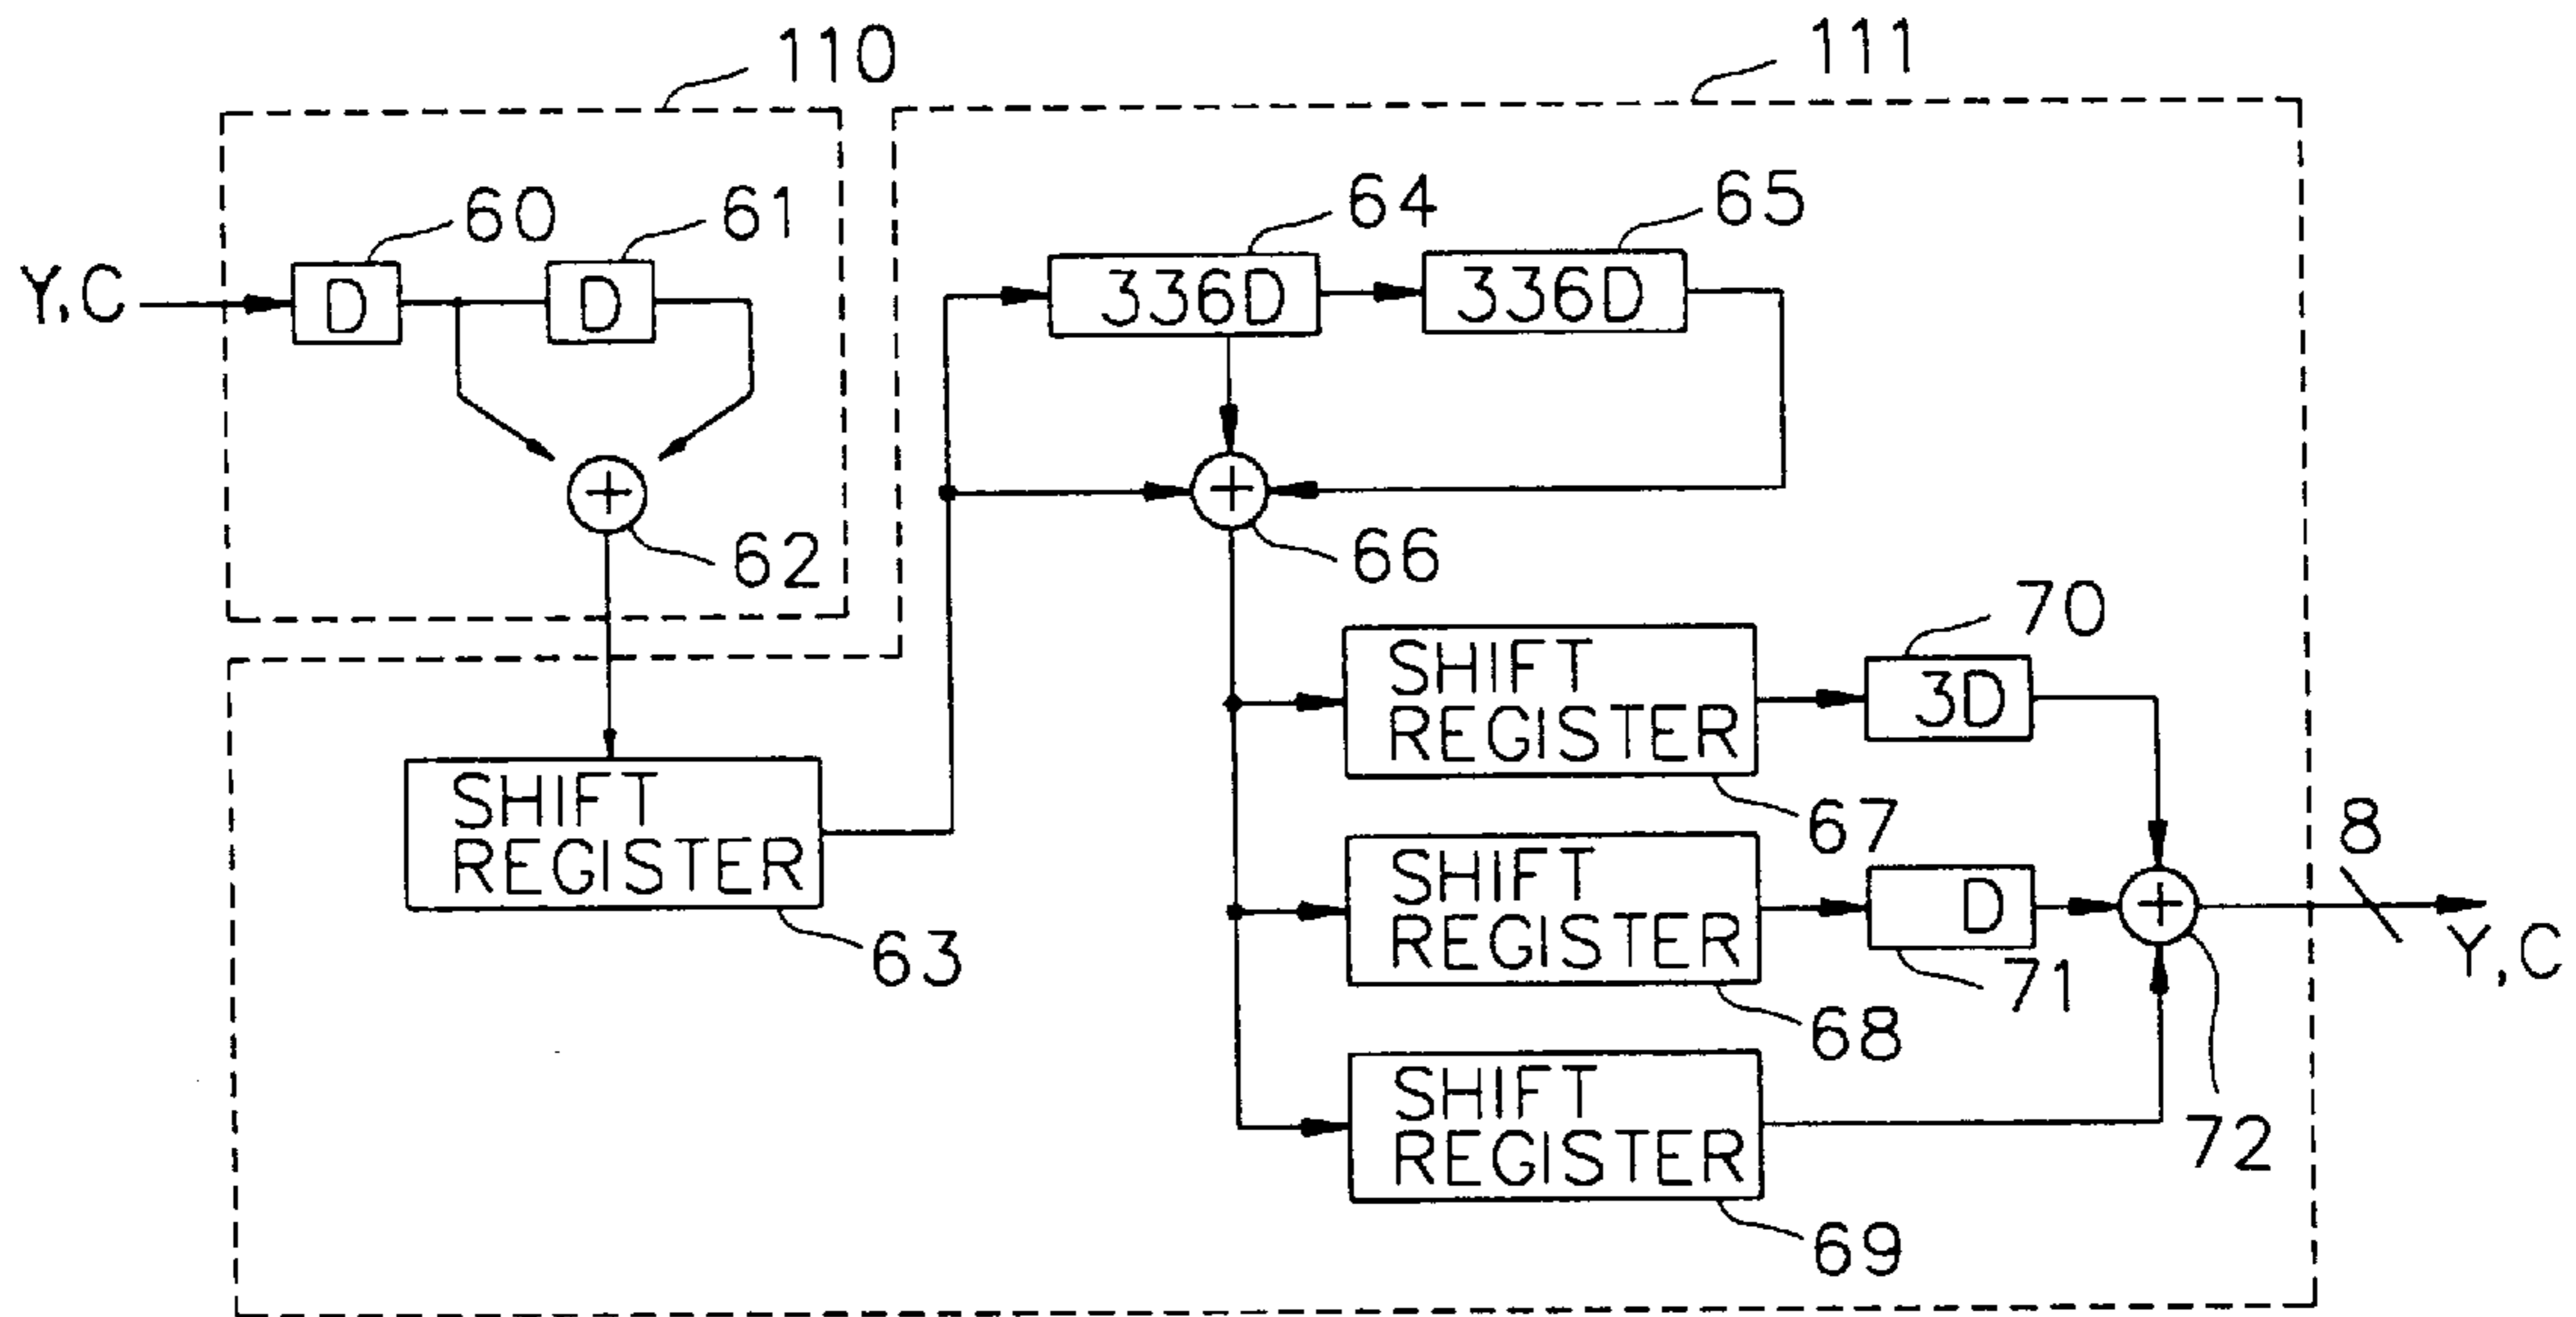 110
111
60
61
64
65
Y,C
D
D
336D
336D
62
66
70
SHIFT
REGISTER
3D
SHIFT
REGISTER
67
8
63
SHIFT
REGISTER
D
Y,C
71
68
SHIFT
REGISTER
72
69